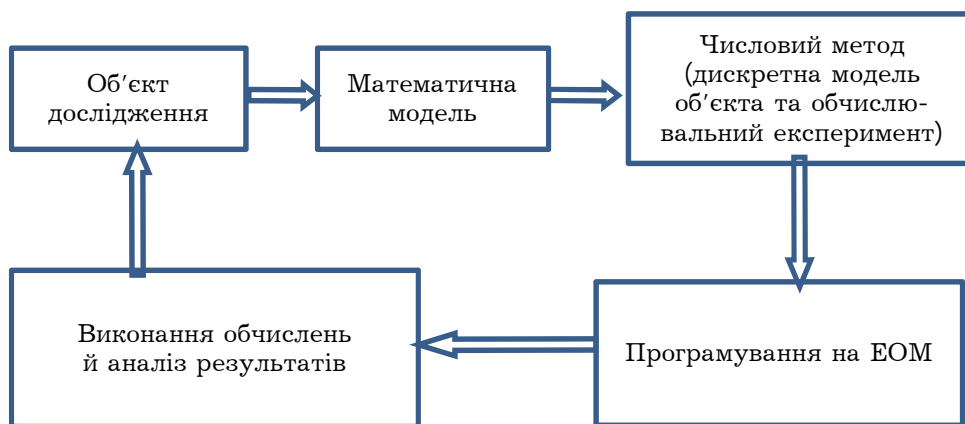 Об′єкт
дослідження
Математична
модель
Числовий метод
(дискретна модель
об′єкта та обчислю-
вальний експеримент)
Виконання обчислень
й аналіз результатів
Програмування на ЕОМ